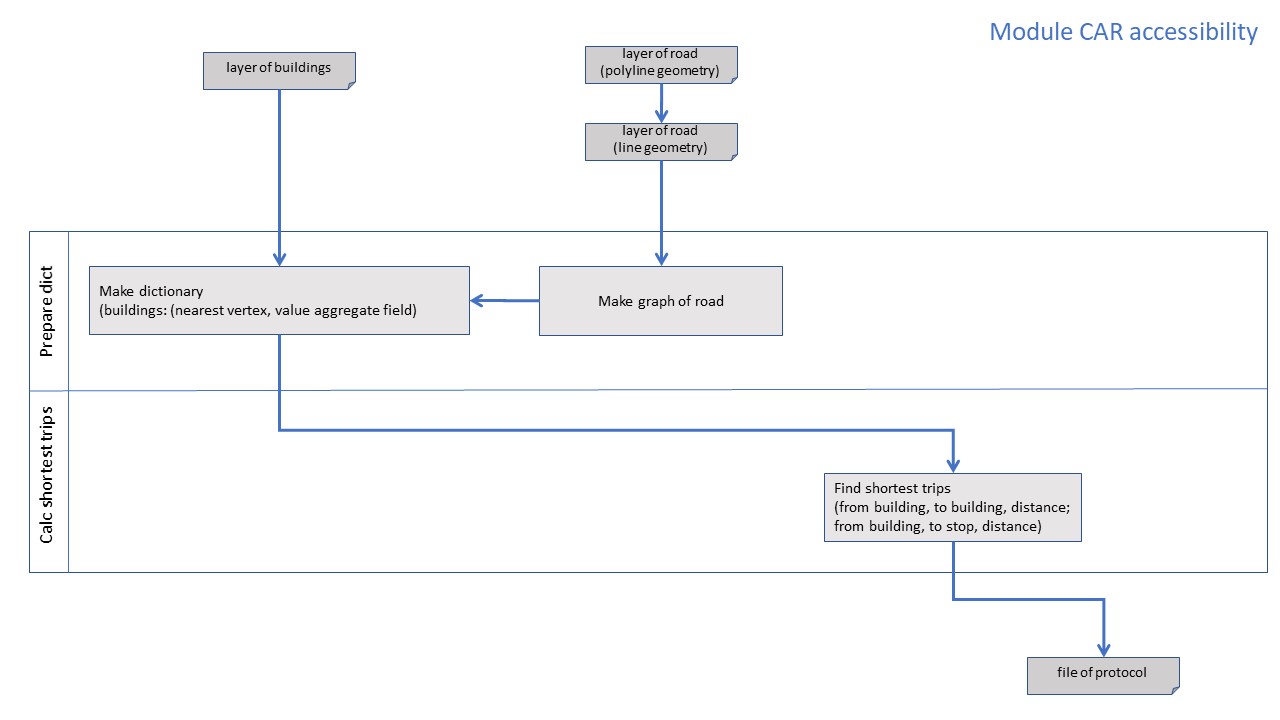 Module CAR accessibility
layer of buildings
layer of road
(polyline geometry)
layer of road
(line geometry)
Prepare dict
Make dictionary
(buildings: (nearest vertex, value aggregate field)
Make graph of road
Calc shortest trips
Find shortest trips
(from building, to building, distance;
from building, to stop, distance)
file of protocol